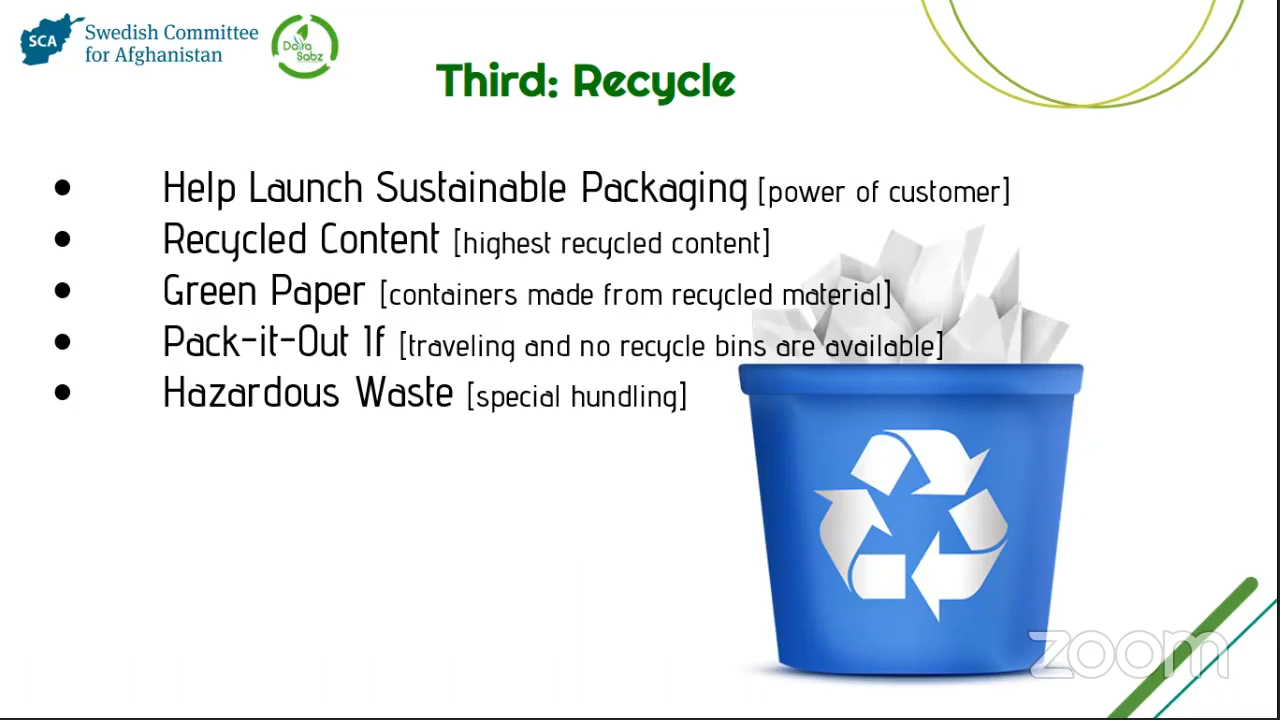 SCA
Swedish Committee
for Afghanistan
Daira
Sabz
Third: Recycle
● Help Launch Sustainable Packaging [power of customer]
● Recycled Content [highest recycled content]
● Green Paper [containers made from recycled material]
● Pack-it-Out If [traveling and no recycle bins are available]
● Hazardous Waste [special hundling]
zoom